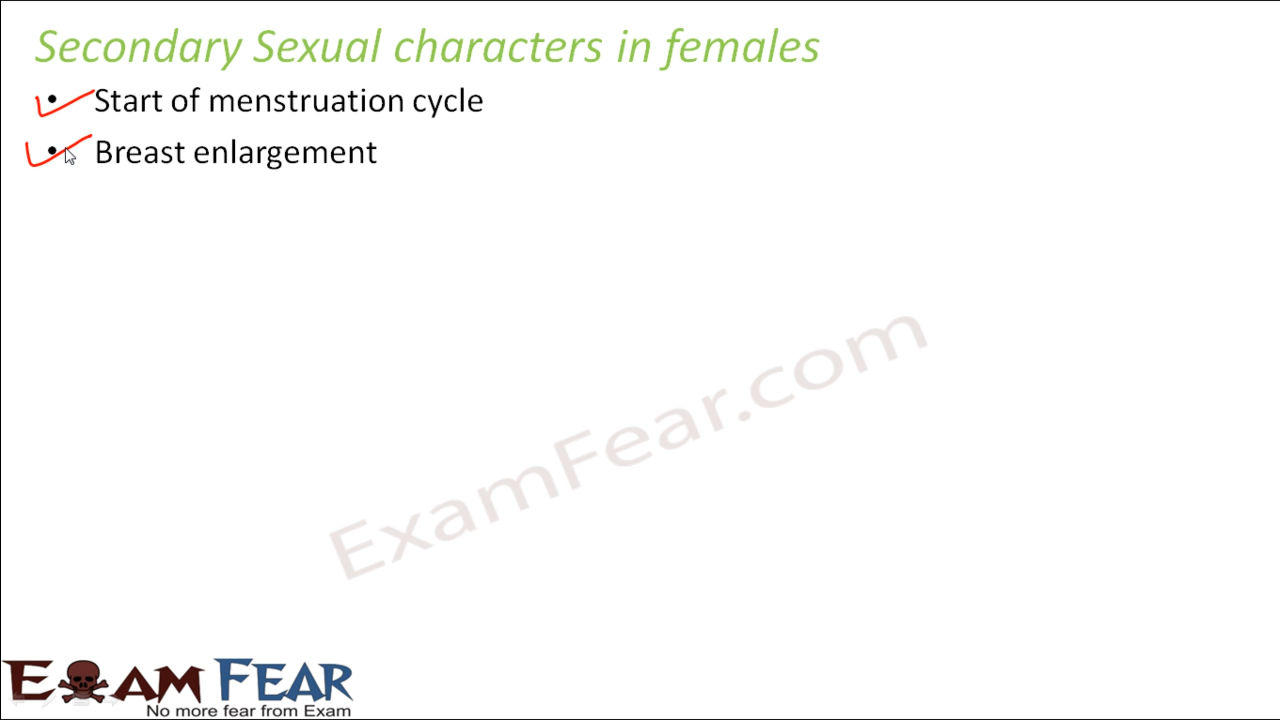 Secondary Sexual characters in females
• Start of menstruation cycle
• Breast enlargement
ExamFear.com
EXAM FEAR
No more fear from Exam